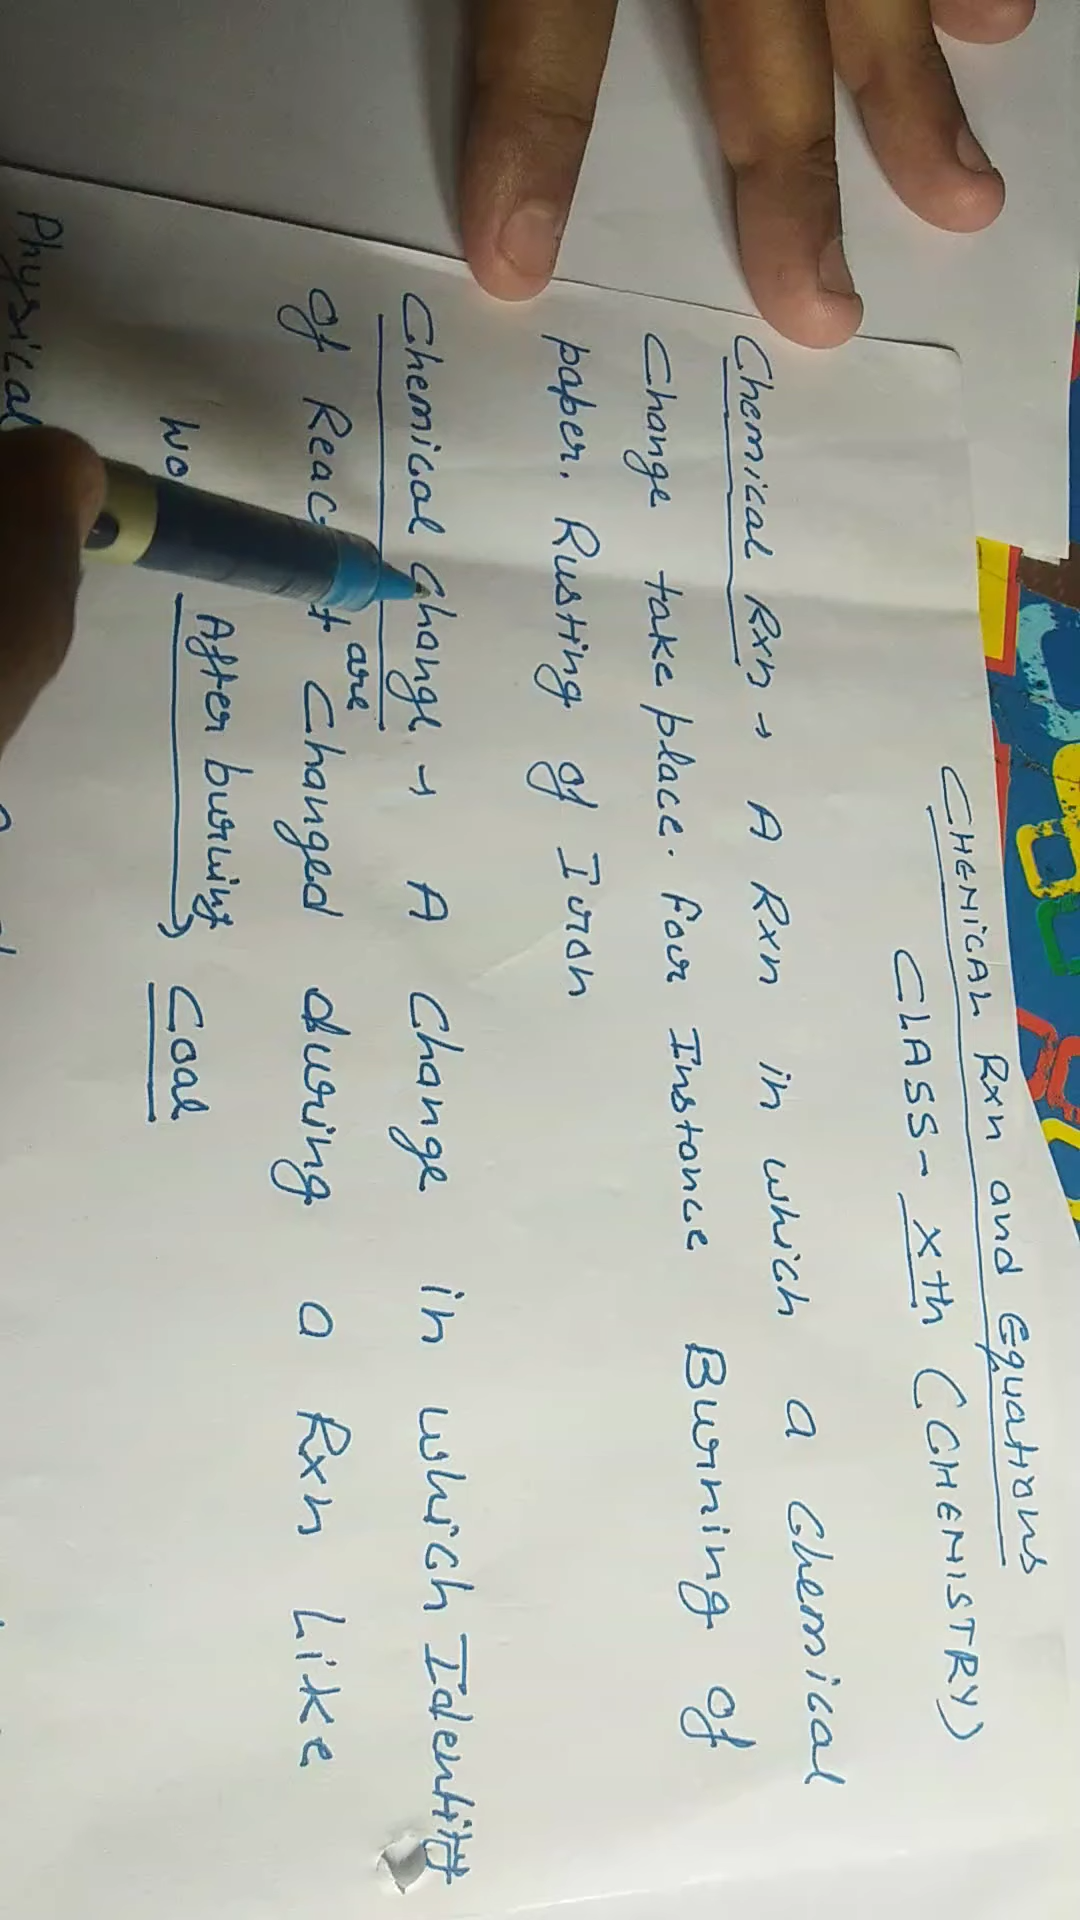 CHEMICAL Rxn and Equations
CLASS - Xth (CHEMISTRY)
Chemical Rxn → A Rxn in which a Chemical
Change take place. For Instance Burning of
paper. Rusting of Iron
Chemical Change → A Change in which Identity
are
of Changed during a Rxn Like
After burning
Coal
Physical